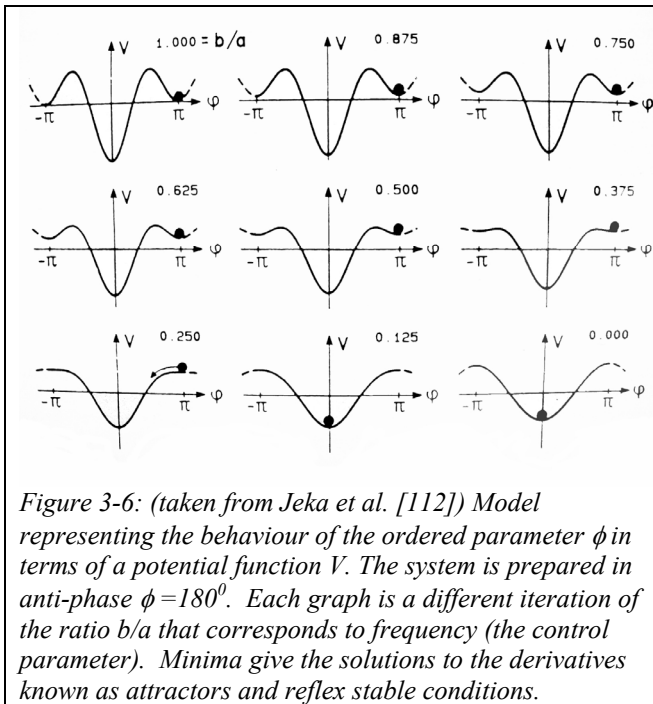 V 1.000 = b/a V 0.875 V 0.750
-π π φ -π π φ -π π φ
V 0.625 V 0.500 V 0.375
-π π φ -π π φ -π π φ
V 0.250 V 0.125 V 0.000
-π π φ -π π φ -π π φ
Figure 3-6: (taken from Jeka et al. [112]) Model
representing the behaviour of the ordered parameter ϕ in
terms of a potential function V. The system is prepared in
anti-phase ϕ =180⁰. Each graph is a different iteration of
the ratio b/a that corresponds to frequency (the control
parameter). Minima give the solutions to the derivatives
known as attractors and reflex stable conditions.